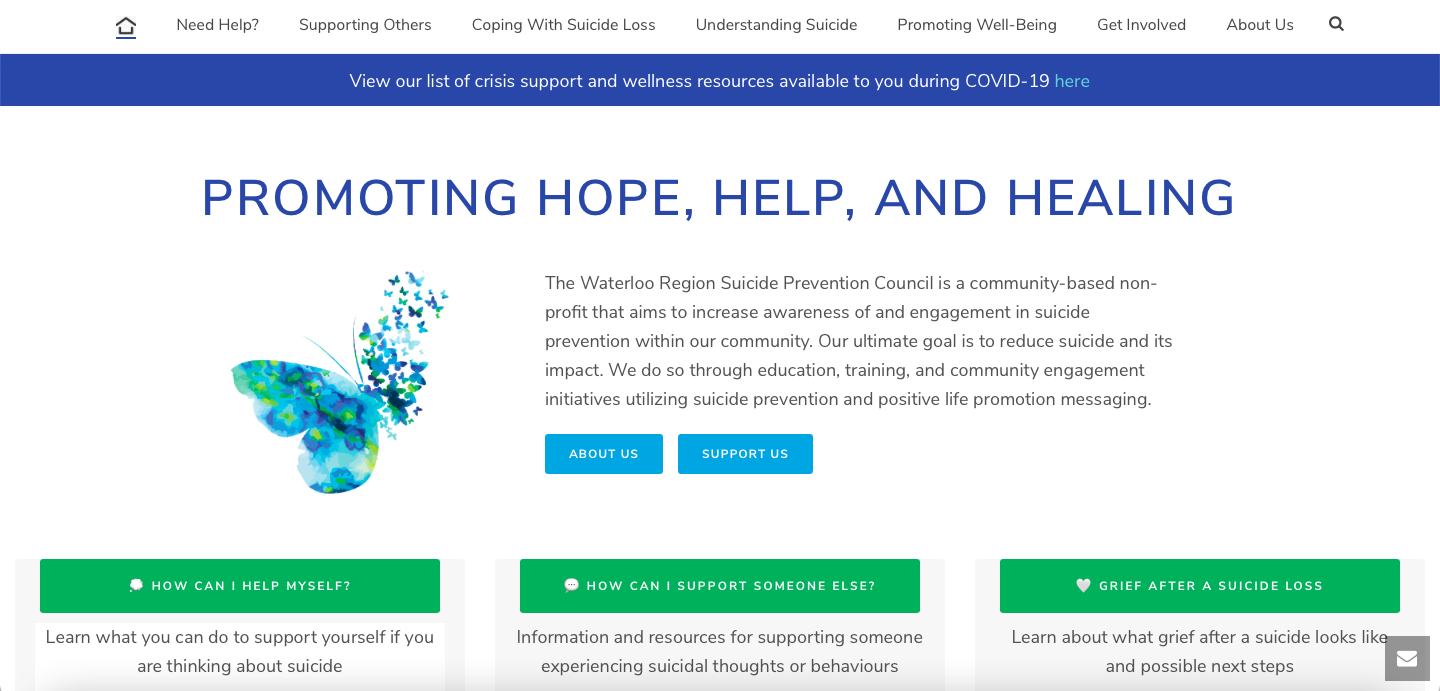 Need Help? Supporting Others Coping With Suicide Loss Understanding Suicide Promoting Well-Being Get Involved About Us
View our list of crisis support and wellness resources available to you during COVID-19 here
PROMOTING HOPE, HELP, AND HEALING
The Waterloo Region Suicide Prevention Council is a community-based non-
profit that aims to increase awareness of and engagement in suicide
prevention within our community. Our ultimate goal is to reduce suicide and its
impact. We do so through education, training, and community engagement
initiatives utilizing suicide prevention and positive life promotion messaging.
ABOUT US SUPPORT US
HOW CAN I HELP MYSELF?
Learn what you can do to support yourself if you
are thinking about suicide
HOW CAN I SUPPORT SOMEONE ELSE?
Information and resources for supporting someone
experiencing suicidal thoughts or behaviours
GRIEF AFTER A SUICIDE LOSS
Learn about what grief after a suicide looks like
and possible next steps